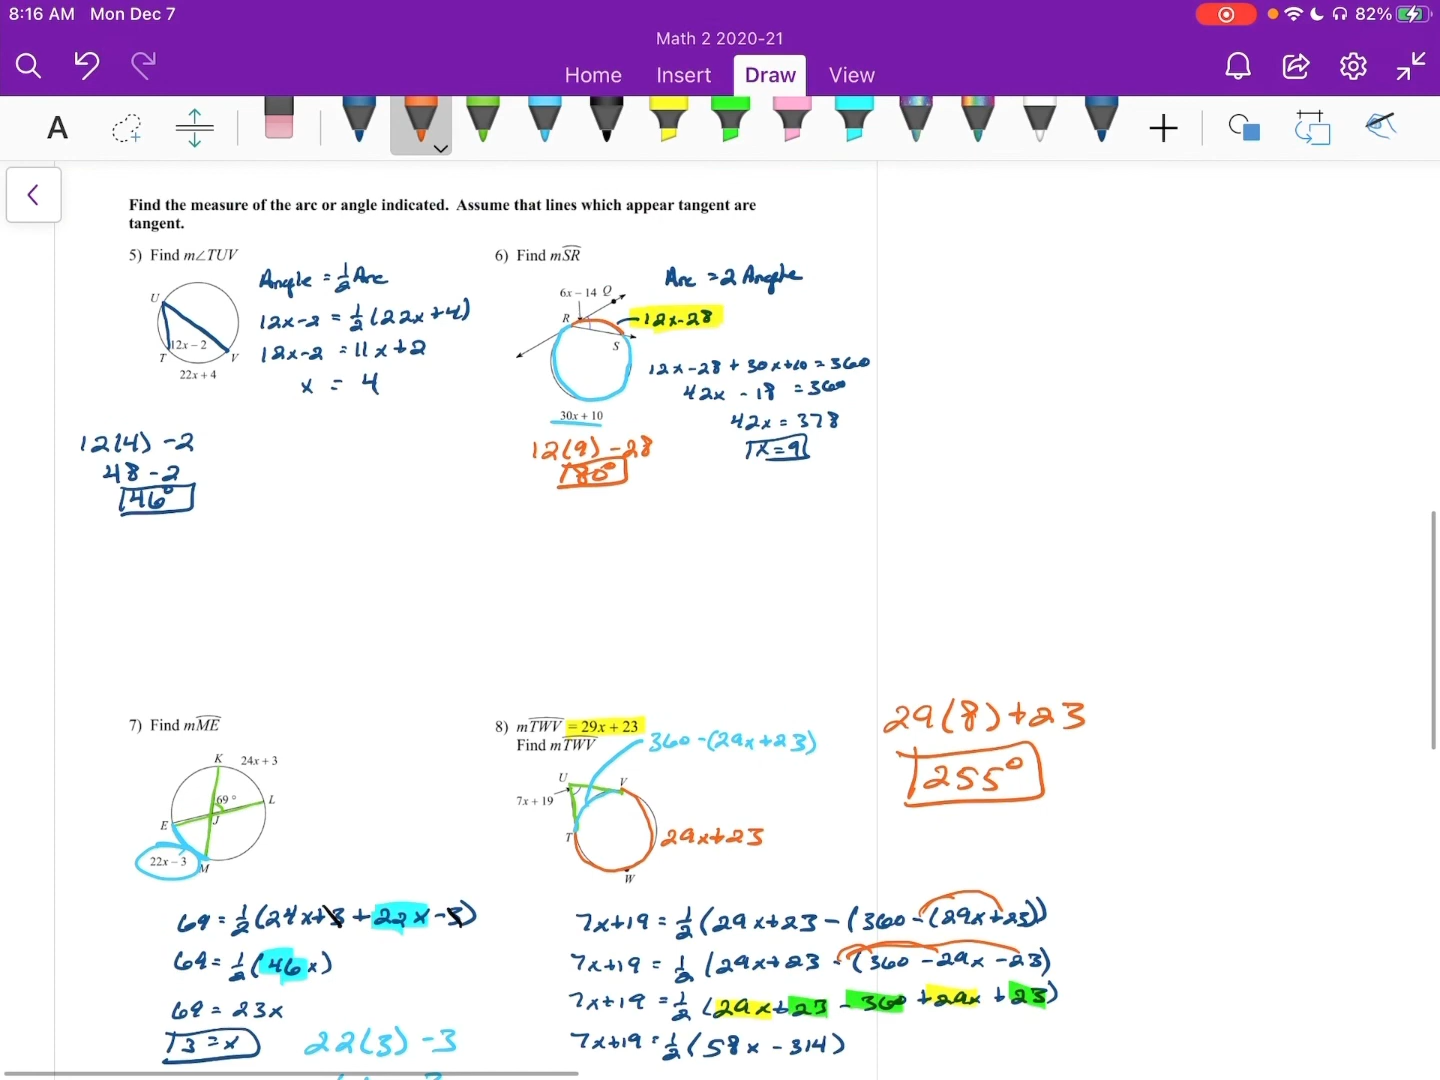 8:16 AM Mon Dec 7
82%
Math 2 2020-21
Home Insert Draw View
A
Find the measure of the arc or angle indicated. Assume that lines which appear tangent are
tangent.
5) Find m∠TUV
U
T
V
12x − 2
22x + 4
Angle = 1/2 Arc
12x-2 = 1/2 (22x+4)
12x-2 = 11x+2
x = 4
12(4) -2
48 -2
46°
6) Find mSR
6x − 14 Q
R
S
30x + 10
Arc = 2 Angle
12x-28
12x-28 + 30x+10 = 360
42x - 18 = 360
42x = 378
x = 9
12(9) -28
80°
7) Find mME
K 24x + 3
69 °
L
J
E
22x − 3
M
69 = 1/2 (24x+3 + 22x -3)
69 = 1/2 (46x)
69 = 23x
3 = x
22(3) -3
8) mTWV = 29x + 23
Find mTWV
360-(29x+23)
U
V
7x + 19
T
W
29x+23
7x+19 = 1/2 (29x+23 - (360 - (29x+23))
7x+19 = 1/2 (29x+23 - (360 - 29x - 23)
7x+19 = 1/2 (29x+23 - 360 + 29x + 23)
7x+19 = 1/2 (58x - 314)
29(8)+23
255°